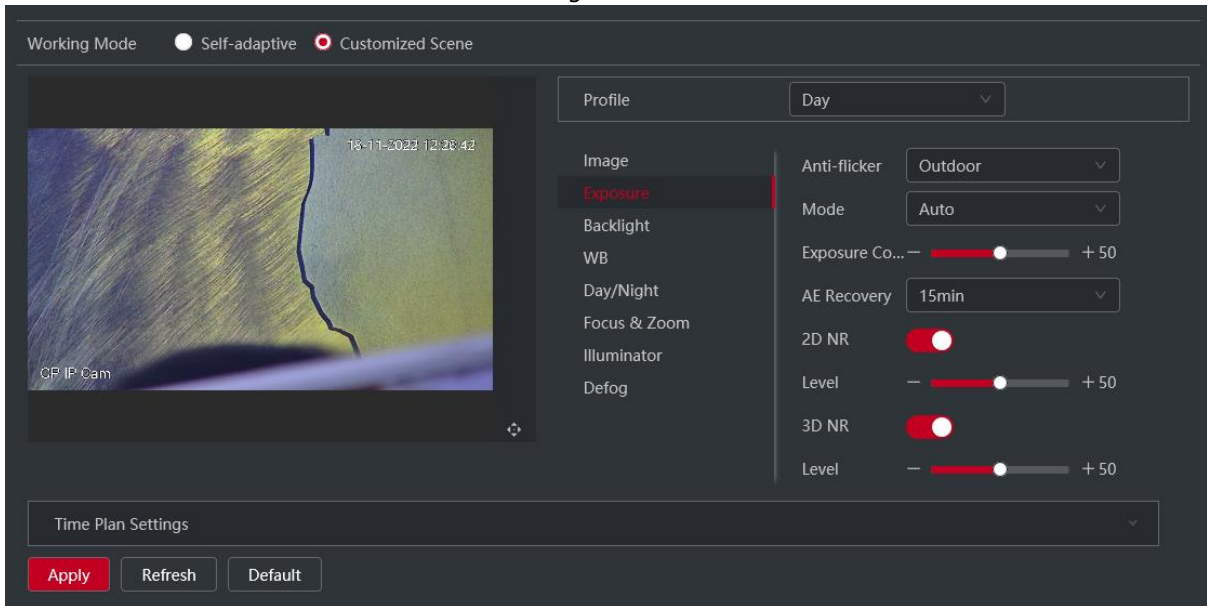 Working Mode Self-adaptive Customized Scene
Profile Day
18-11-2022 12:28:42
CP IP Cam
Image
Exposure
Backlight
WB
Day/Night
Focus & Zoom
Illuminator
Defog
Anti-flicker Outdoor
Mode Auto
Exposure Co... − + 50
AE Recovery 15min
2D NR
Level − + 50
3D NR
Level − + 50
Time Plan Settings
Apply Refresh Default